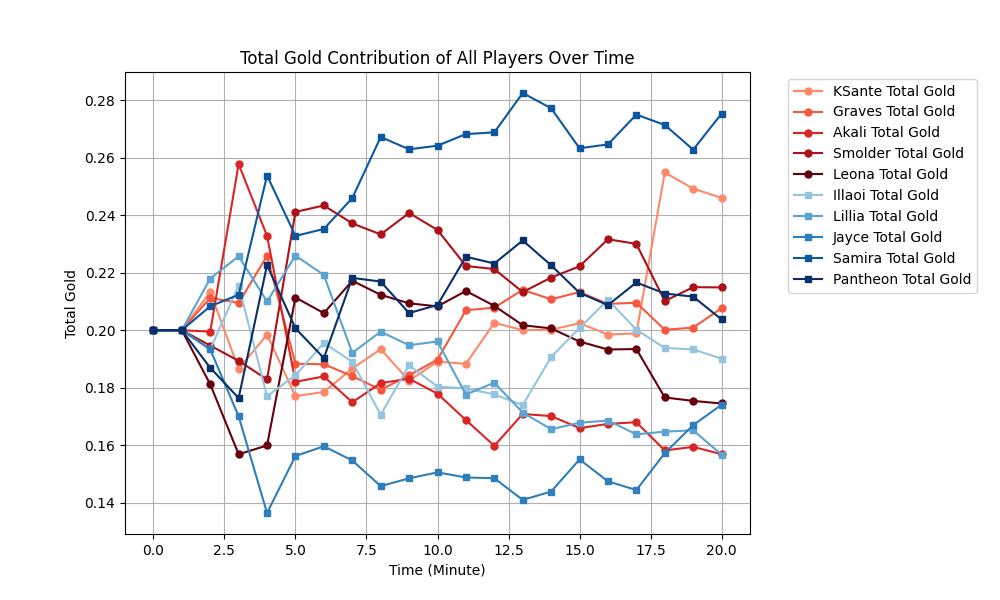 Total Gold Contribution of All Players Over Time
Total Gold
0.28
0.26
0.24
0.22
0.20
0.18
0.16
0.14
0.0
2.5
5.0
7.5
10.0
12.5
15.0
17.5
20.0
Time (Minute)
KSante Total Gold
Graves Total Gold
Akali Total Gold
Smolder Total Gold
Leona Total Gold
Illaoi Total Gold
Lillia Total Gold
Jayce Total Gold
Samira Total Gold
Pantheon Total Gold